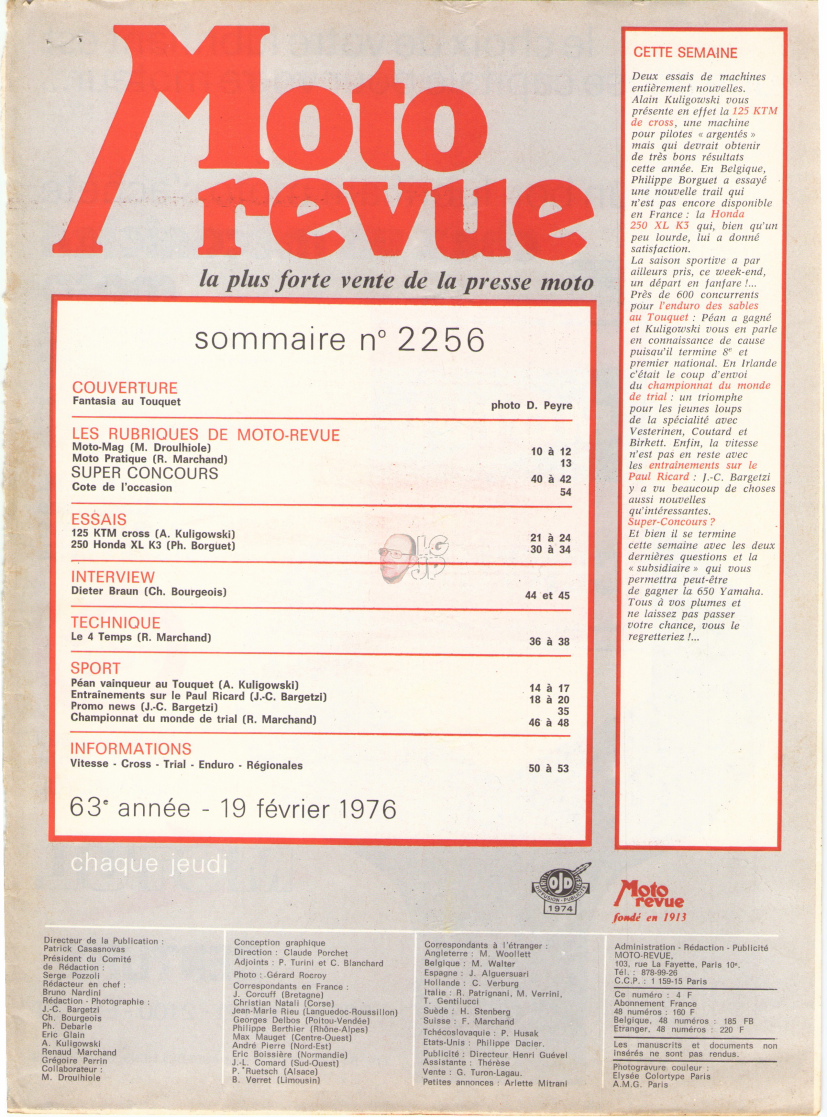 Moto
revue
la plus forte vente de la presse moto
sommaire n° 2256
COUVERTURE
Fantasia au Touquet photo D. Peyre
LES RUBRIQUES DE MOTO-REVUE
Moto-Mag (M. Droulhiole) 10 à 12
Moto Pratique (R. Marchand) 13
SUPER CONCOURS 40 à 42
Cote de l'occasion 54
ESSAIS
125 KTM cross (A. Kuligowski) 21 à 24
250 Honda XL K3 (Ph. Borguet) 30 à 34
INTERVIEW
Dieter Braun (Ch. Bourgeois) 44 et 45
TECHNIQUE
Le 4 Temps (R. Marchand) 36 à 38
SPORT
Péan vainqueur au Touquet (A. Kuligowski) 14 à 17
Entrainements sur le Paul Ricard (J.-C. Bargetzi) 18 à 20
Promo news (J.-C. Bargetzi) 35
Championnat du monde de trial (R. Marchand) 46 à 48
INFORMATIONS
Vitesse - Cross - Trial - Enduro - Régionales 50 à 53
63e année - 19 février 1976
LG
JP
chaque jeudi
CETTE SEMAINE
Deux essais de machines
entièrement nouvelles.
Alain Kuligowski vous
présente en effet la 125 KTM
de cross, une machine
pour pilotes « argentés »
mais qui devrait obtenir
de très bons résultats
cette année. En Belgique,
Philippe Borguet a essayé
une nouvelle trail qui
n'est pas encore disponible
en France : la Honda
250 XL K3 qui, bien qu'un
peu lourde, lui a donné
satisfaction.
La saison sportive a par
ailleurs pris, ce week-end,
un départ en fanfare !...
Près de 600 concurrents
pour l'enduro des sables
au Touquet : Péan a gagné
et Kuligowski vous en parle
en connaissance de cause
puisqu'il termine 8e et
premier national. En Irlande
c'était le coup d'envoi
du championnat du monde
de trial : un triomphe
pour les jeunes loups
de la spécialité avec
Vesterinen, Coutard et
Birkett. Enfin, la vitesse
n'est pas en reste avec
les entraînements sur le
Paul Ricard : J.-C. Bargetzi
y a vu beaucoup de choses
aussi nouvelles
qu'intéressantes.
Super-Concours ?
Et bien il se termine
cette semaine avec les deux
dernières questions et la
« subsidiaire » qui vous
permettra peut-être
de gagner la 650 Yamaha.
Tous à vos plumes et
ne laissez pas passer
votre chance, vous le
regretteriez !...
OJD
DIFFUSION - PUBLICITÉ
1974
Moto
revue
fondé en 1913
Directeur de la Publication :
Patrick Casasnovas
Président du Comité
de Rédaction :
Serge Pozzoli
Rédacteur en chef :
Bruno Nardini
Rédaction - Photographie :
J.-C. Bargetzi
Ch. Bourgeois
Ph. Debarle
Eric Glain
A. Kuligowski
Renaud Marchand
Grégoire Perrin
Collaborateur :
M. Droulhiole
Conception graphique
Direction : Claude Porchet
Adjoints : P. Turini et C. Blanchard
Photo : Gérard Rocroy
Correspondants en France :
J. Corcuff (Bretagne)
Christian Natali (Corse)
Jean-Marie Rieu (Languedoc-Roussillon)
Georges Delbos (Poitou-Vendée)
Philippe Berthier (Rhône-Alpes)
Max Mauget (Centre-Ouest)
André Pierre (Nord-Est)
Eric Boissière (Normandie)
J.-L. Comard (Sud-Ouest)
P. Ruetsch (Alsace)
B. Verret (Limousin)
Correspondants à l'étranger :
Angleterre : M. Woollett
Belgique : M. Walter
Espagne : J. Alguersuari
Hollande : C. Verburg
Italie : R. Patrignani, M. Verrini,
T. Gentilucci
Suède : H. Stenberg
Suisse : F. Marchand
Tchécoslovaquie : P. Husak
Etats-Unis : Philippe Dacier.
Publicité : Directeur Henri Guével
Assistante : Thérèse
Vente : G. Turon-Lagau.
Petites annonces : Arlette Mitrani
Administration - Rédaction - Publicité
MOTO-REVUE,
103, rue La Fayette, Paris 10e.
Tél. : 878-99-26
C.C.P. : 1 159-15 Paris
Ce numéro : 4 F
Abonnement France
48 numéros : 160 F
Belgique, 48 numéros : 185 FB
Etranger, 48 numéros : 220 F
Les manuscrits et documents non
insérés ne sont pas rendus.
Photogravure couleur :
Elysée Colortype Paris
A.M.G. Paris